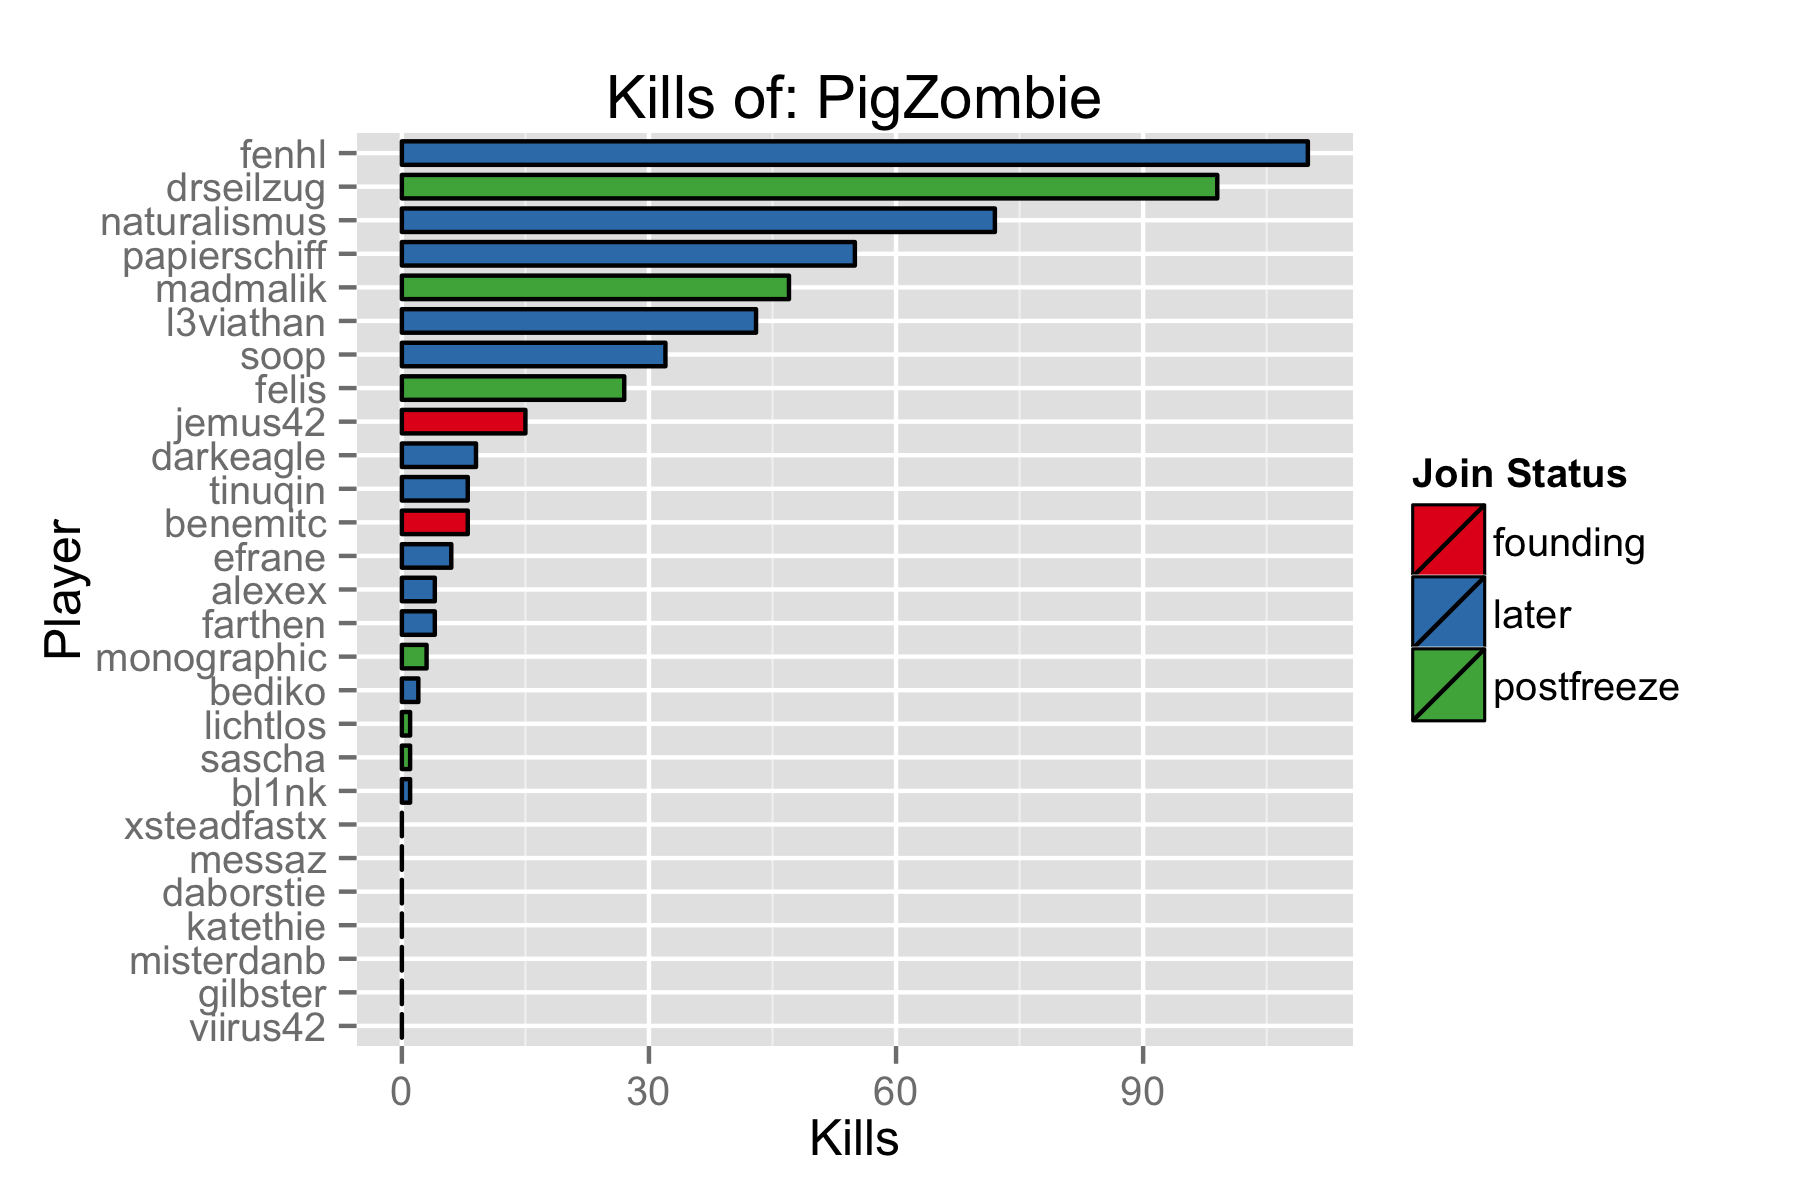 Kills of: PigZombie
fenhl
drseilzug
naturalismus
papierschiff
madmalik
l3viathan
soop
felis
jemus42
darkeagle
tinuqin
benemitc
efrane
alexex
farthen
monographic
bediko
lichtlos
sascha
bl1nk
xsteadfastx
messaz
daborstie
katethie
misterdanb
gilbster
viirus42
Player
0 30 60 90
Kills
Join Status
founding
later
postfreeze